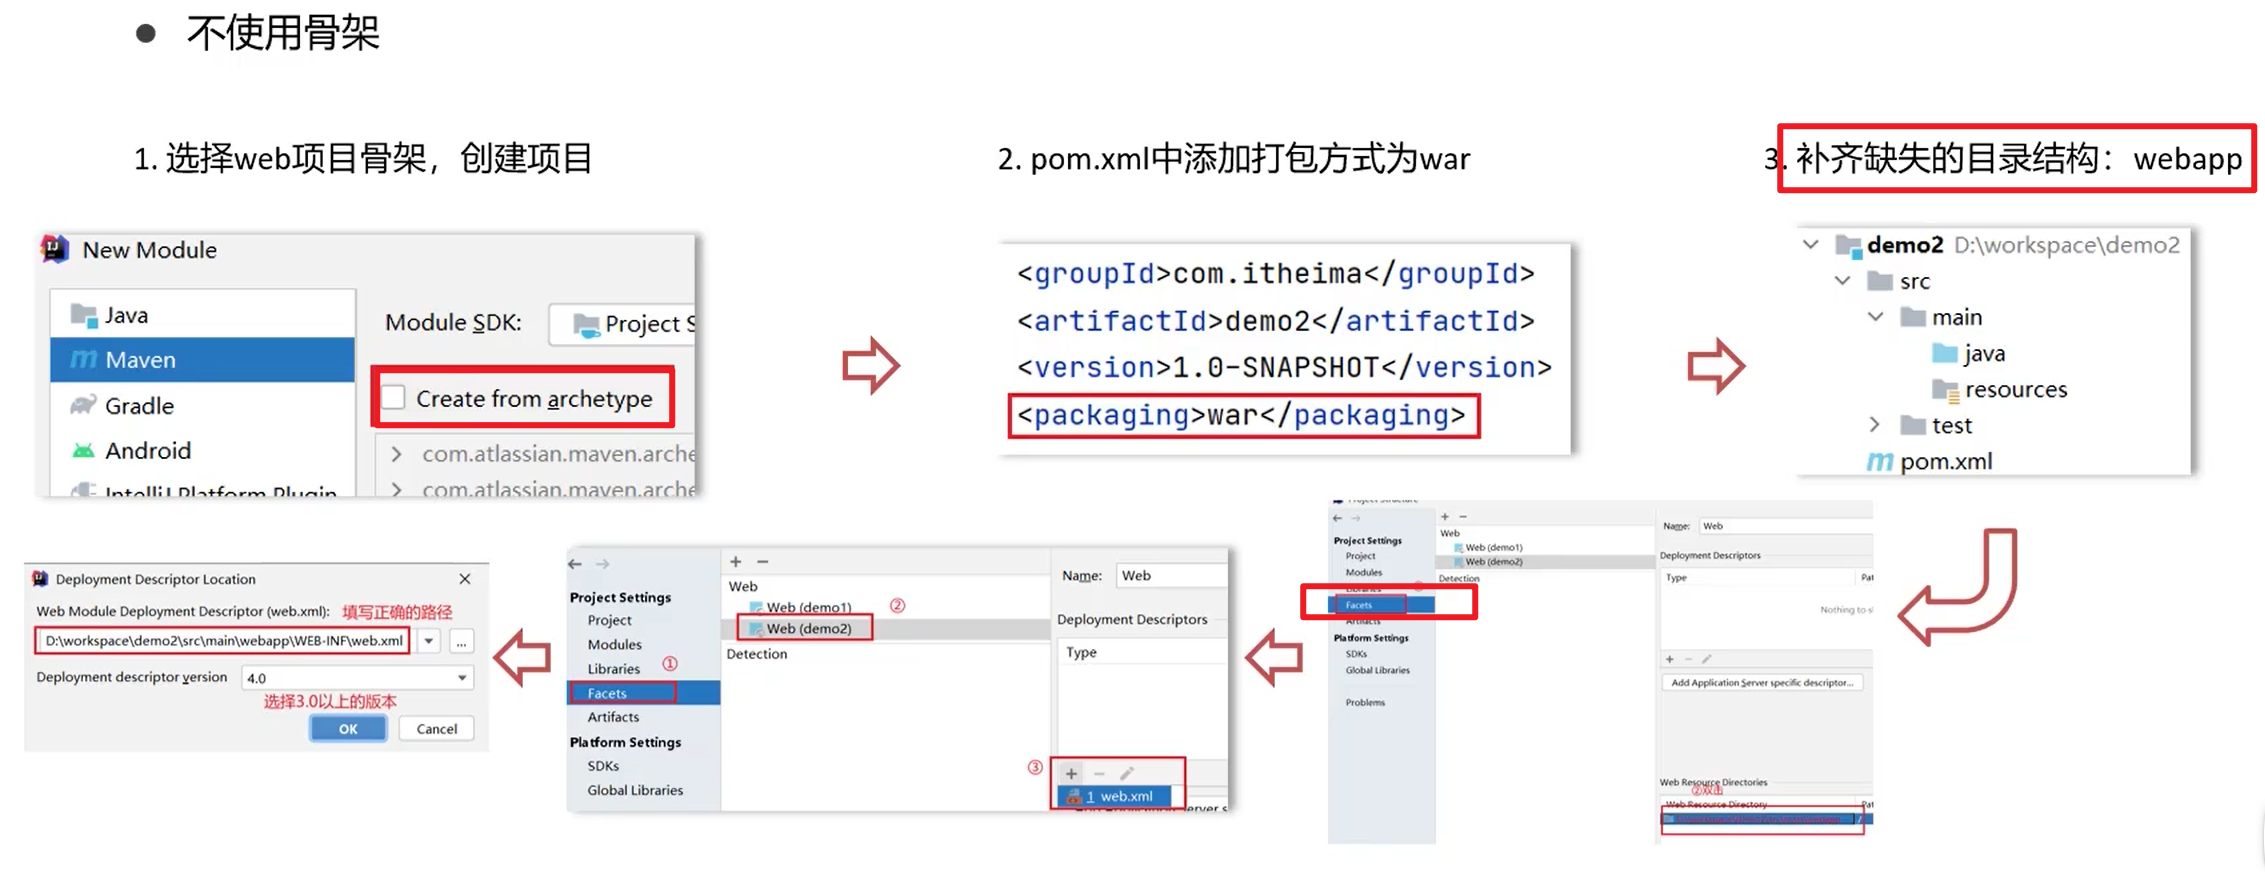 ● 不使用骨架
1. 选择web项目骨架，创建项目
2. pom.xml中添加打包方式为war
3. 补齐缺失的目录结构：webapp
New Module
Java
Maven
Gradle
Android
IntelliJ Platform Plugin
Module SDK:
Project S
Create from archetype
com.atlassian.maven.arche
com.atlassian.maven.arche
<groupId>com.itheima</groupId>
<artifactId>demo2</artifactId>
<version>1.0-SNAPSHOT</version>
<packaging>war</packaging>
demo2 D:\workspace\demo2
src
main
java
resources
test
pom.xml
Project Structure
Project Settings
Project
Modules
Libraries
Facets
Artifacts
Platform Settings
SDKs
Global Libraries
Problems
Web
Web (demo1)
Web (demo2)
Detection
Name: Web
Deployment Descriptors
Type
Pat
Nothing to s
Add Application Server specific descriptor...
Web Resource Directories
②双击
Web Resource Directory
Pat
Project Settings
Project
Modules
Libraries ①
Facets
Artifacts
Platform Settings
SDKs
Global Libraries
Web
Web (demo1) ②
Web (demo2)
Detection
Name: Web
Deployment Descriptors
Type
③
1 web.xml
Deployment Descriptor Location
Web Module Deployment Descriptor (web.xml): 填写正确的路径
D:\workspace\demo2\src\main\webapp\WEB-INF\web.xml
...
Deployment descriptor version 4.0
选择3.0以上的版本
OK
Cancel